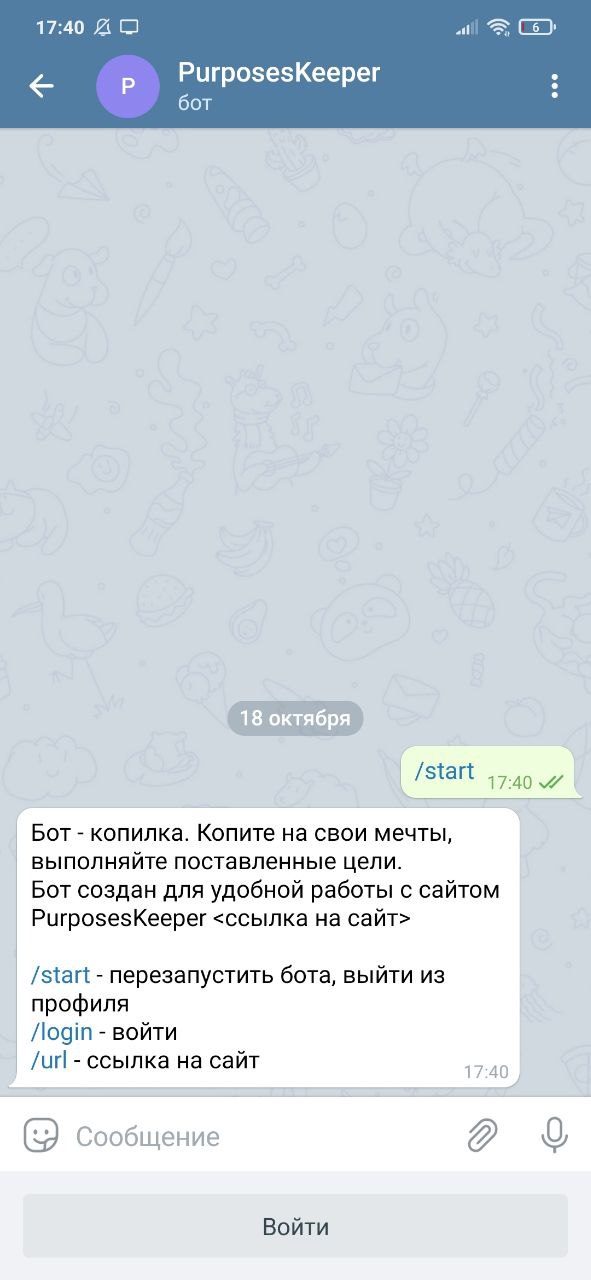 17:40
6
P
PurposesKeeper
бот
18 октября
/start 17:40
Бот - копилка. Копите на свои мечты,
выполняйте поставленные цели.
Бот создан для удобной работы с сайтом
PurposesKeeper <ссылка на сайт>
/start - перезапустить бота, выйти из
профиля
/login - войти
/url - ссылка на сайт
17:40
Сообщение
Войти